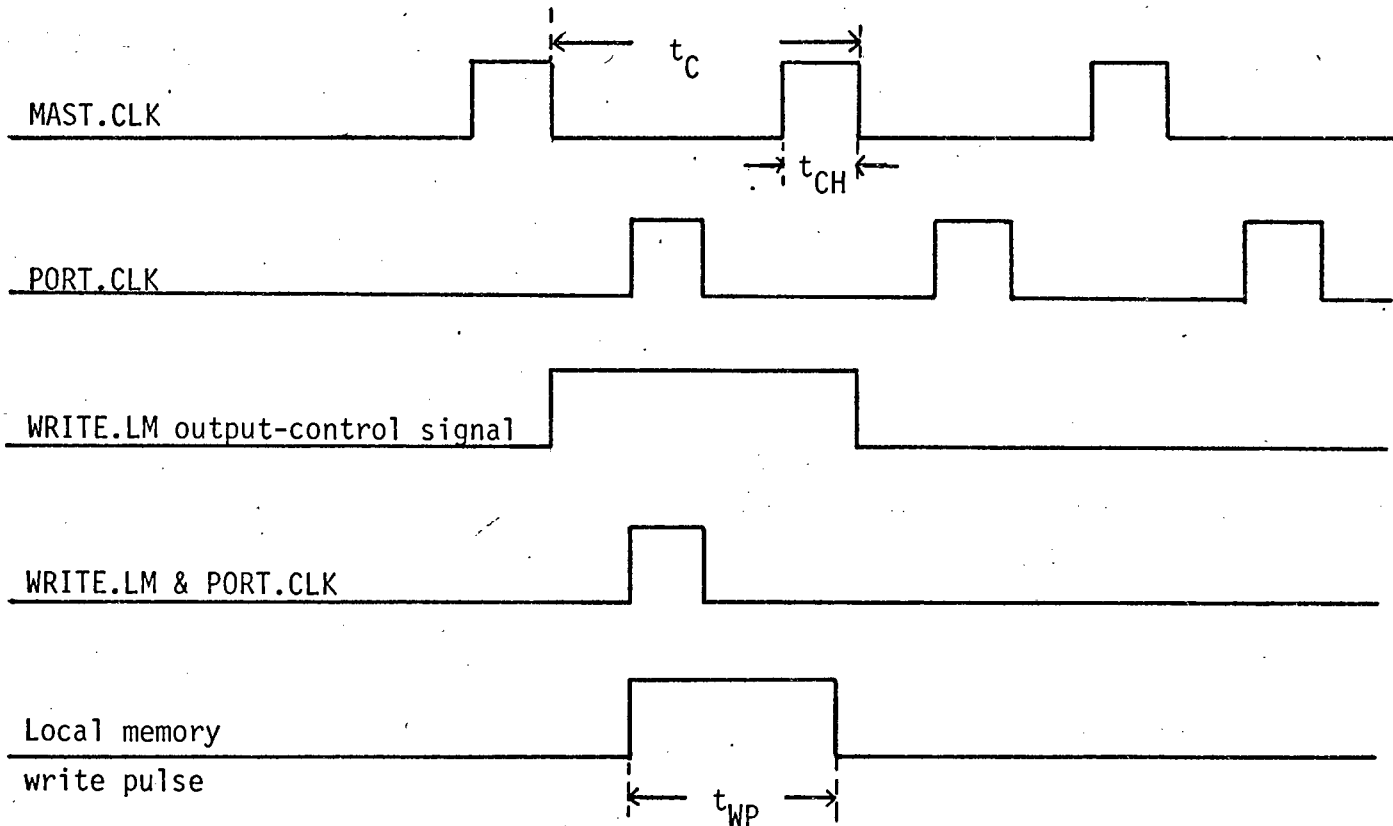 t_C
MAST.CLK
t_CH
PORT.CLK
WRITE.LM output-control signal
WRITE.LM & PORT.CLK
Local memory
write pulse
t_WP